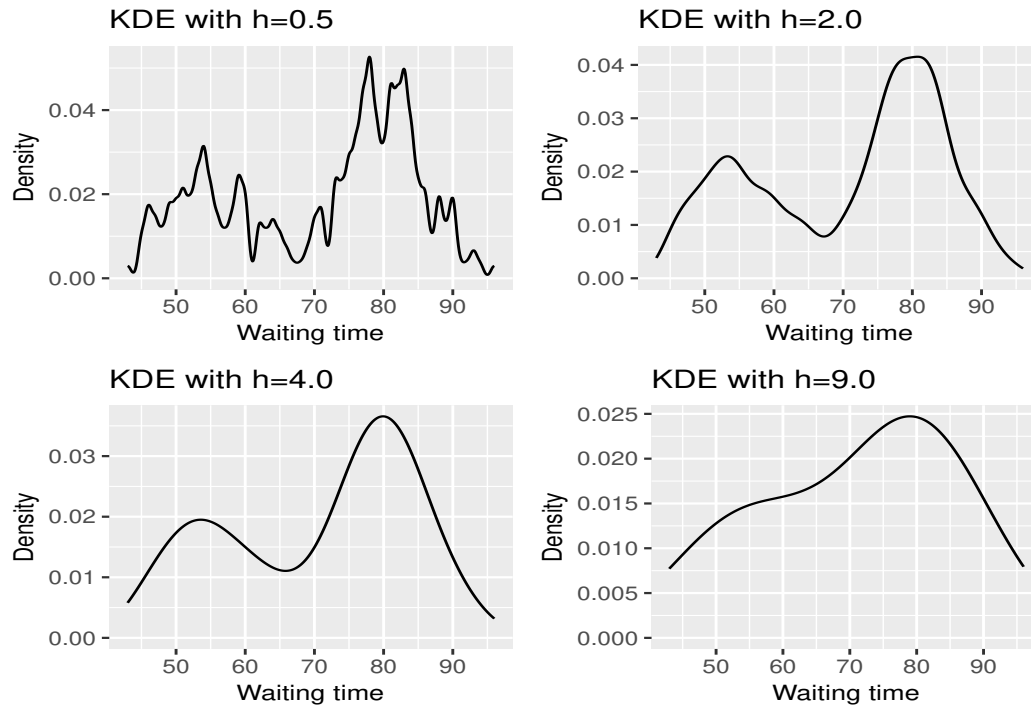 KDE with h=0.5
Density
0.04
0.02
0.00
50 60 70 80 90
Waiting time
KDE with h=2.0
Density
0.04
0.03
0.02
0.01
0.00
50 60 70 80 90
Waiting time
KDE with h=4.0
Density
0.03
0.02
0.01
0.00
50 60 70 80 90
Waiting time
KDE with h=9.0
Density
0.025
0.020
0.015
0.010
0.005
0.000
50 60 70 80 90
Waiting time